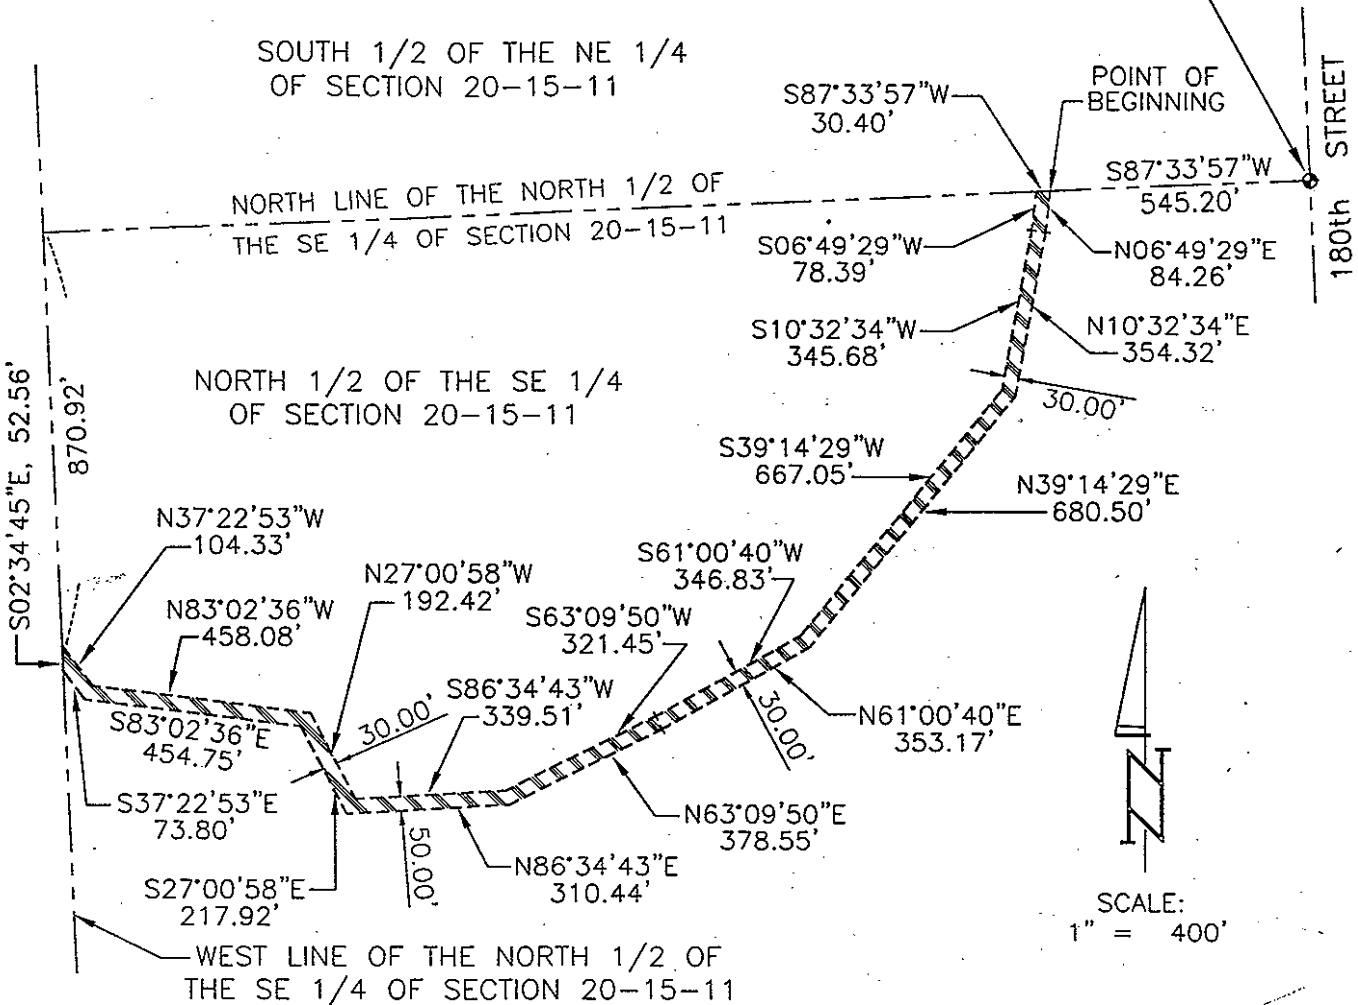 SOUTH 1/2 OF THE NE 1/4
OF SECTION 20-15-11
POINT OF
BEGINNING
S87°33'57"W
30.40'
180th STREET
S87°33'57"W
545.20'
NORTH LINE OF THE NORTH 1/2 OF
THE SE 1/4 OF SECTION 20-15-11
S06°49'29"W
78.39'
N06°49'29"E
84.26'
S10°32'34"W
345.68'
N10°32'34"E
354.32'
NORTH 1/2 OF THE SE 1/4
OF SECTION 20-15-11
30.00'
S02°34'45"E, 52.56'
870.92'
S39°14'29"W
667.05'
N39°14'29"E
680.50'
N37°22'53"W
104.33'
S61°00'40"W
346.83'
N27°00'58"W
192.42'
N83°02'36"W
458.08'
S63°09'50"W
321.45'
S86°34'43"W
339.51'
30.00'
30.00'
N61°00'40"E
353.17'
S83°02'36"E
454.75'
S37°22'53"E
73.80'
N63°09'50"E
378.55'
50.00'
N86°34'43"E
310.44'
S27°00'58"E
217.92'
SCALE:
1" = 400'
WEST LINE OF THE NORTH 1/2 OF
THE SE 1/4 OF SECTION 20-15-11